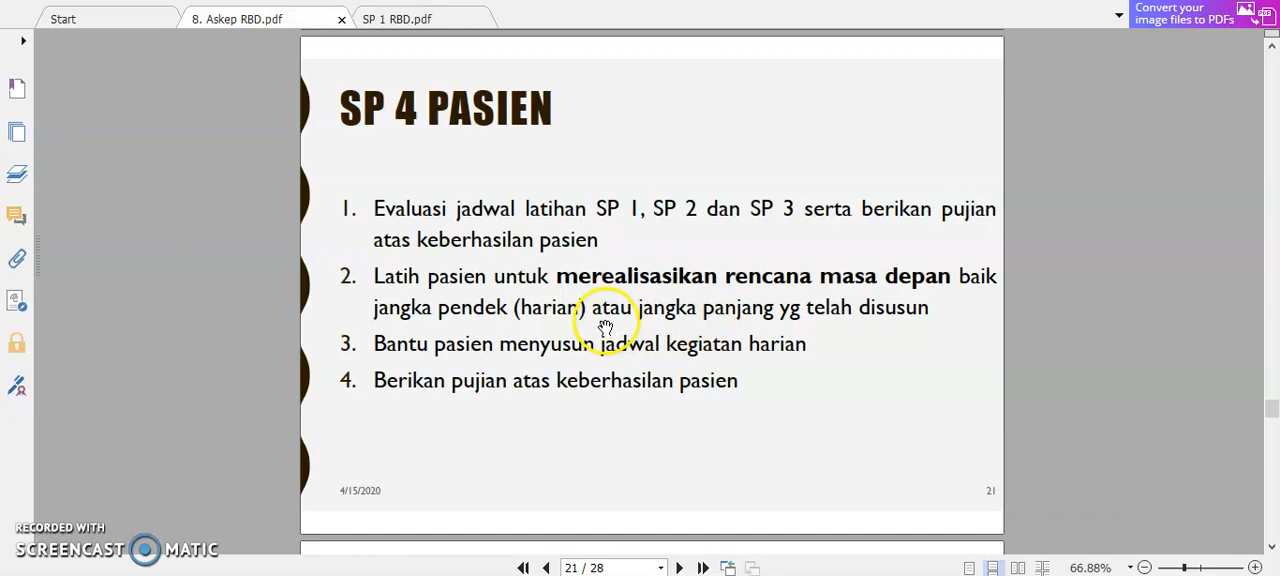 Start
8. Askep RBD.pdf
SP 1 RBD.pdf
Convert your
image files to PDFs
SP 4 PASIEN
1. Evaluasi jadwal latihan SP 1, SP 2 dan SP 3 serta berikan pujian
atas keberhasilan pasien
2. Latih pasien untuk merealisasikan rencana masa depan baik
jangka pendek (harian) atau jangka panjang yg telah disusun
3. Bantu pasien menyusun jadwal kegiatan harian
4. Berikan pujian atas keberhasilan pasien
4/15/2020
21
RECORDED WITH
SCREENCAST MATIC
21 / 28
66.88%